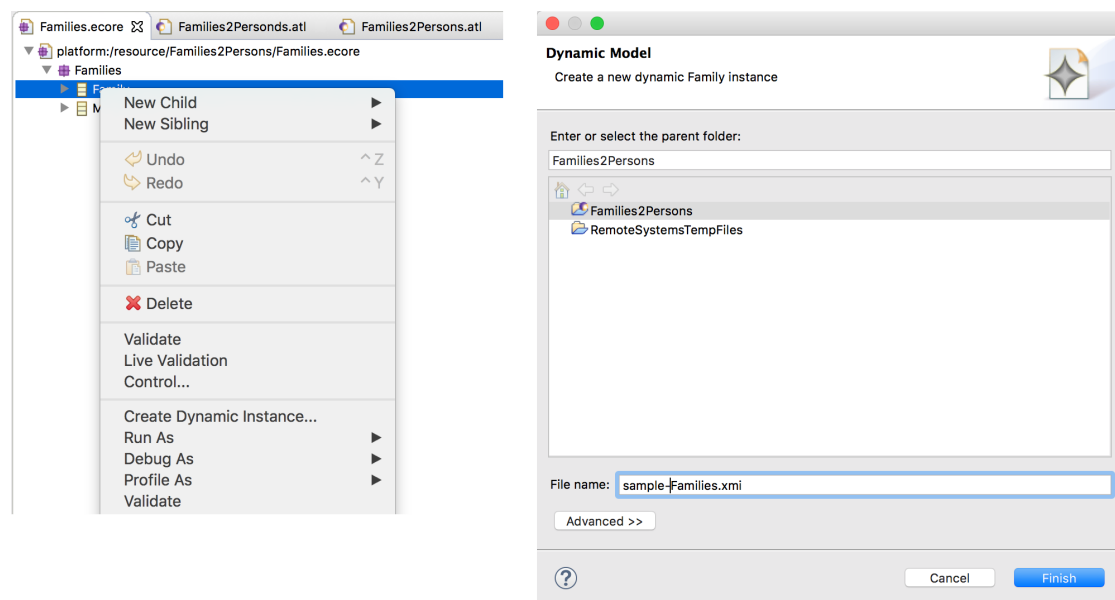 Families.ecore Families2Personds.atl Families2Persons.atl
platform:/resource/Families2Persons/Families.ecore
Families
Family
M
New Child
New Sibling
Undo ^Z
Redo ^Y
Cut
Copy
Paste
Delete
Validate
Live Validation
Control...
Create Dynamic Instance...
Run As
Debug As
Profile As
Validate
Dynamic Model
Create a new dynamic Family instance
Enter or select the parent folder:
Families2Persons
Families2Persons
RemoteSystemsTempFiles
File name: sample-Families.xmi
Advanced >>
?
Cancel Finish